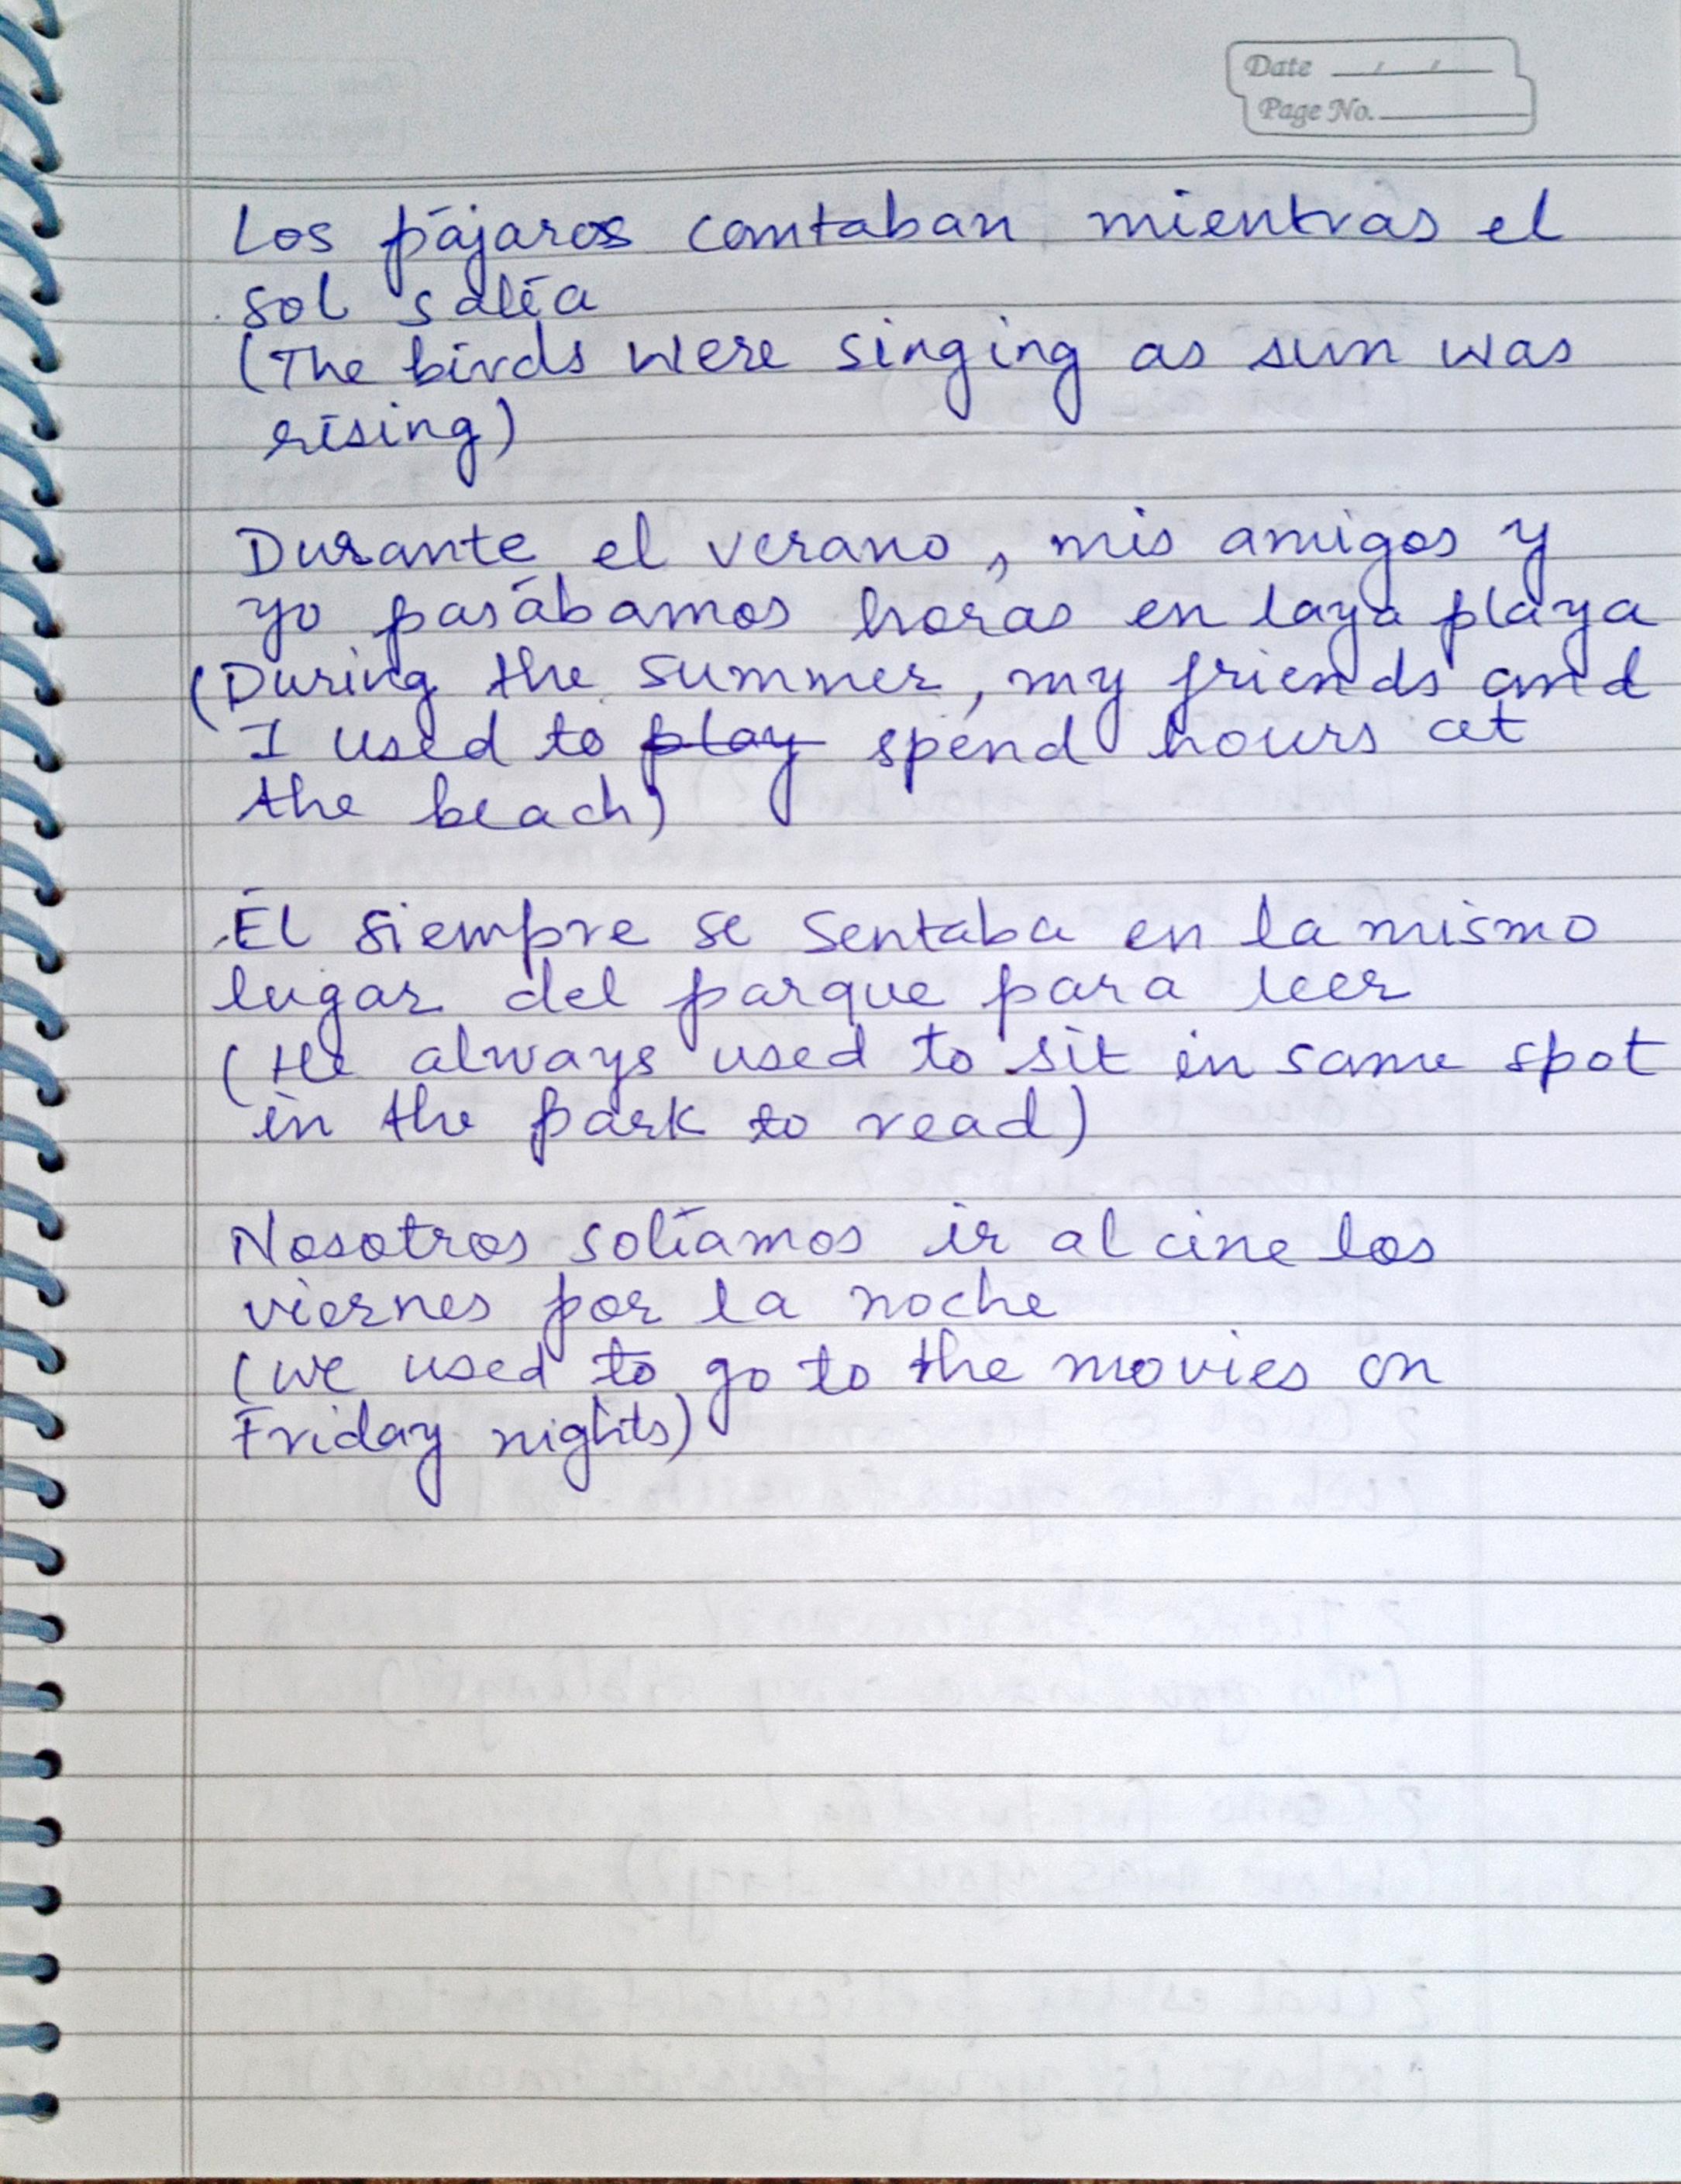 Date / /
Page No.
Los pájaros comtaban mientras el
sol salía
(The birds were singing as sun was
rising)
Durante el verano, mis amigos y
yo pasábamos horas en laya playa
(During the summer, my friends and
I used to play spend hours at
the beach)
Él siempre se sentaba en la mismo
lugar del parque para leer
(He always used to sit in same spot
in the park to read)
Nosotros solíamos ir al cine los
viernes por la noche
(we used to go to the movies on
Friday nights)